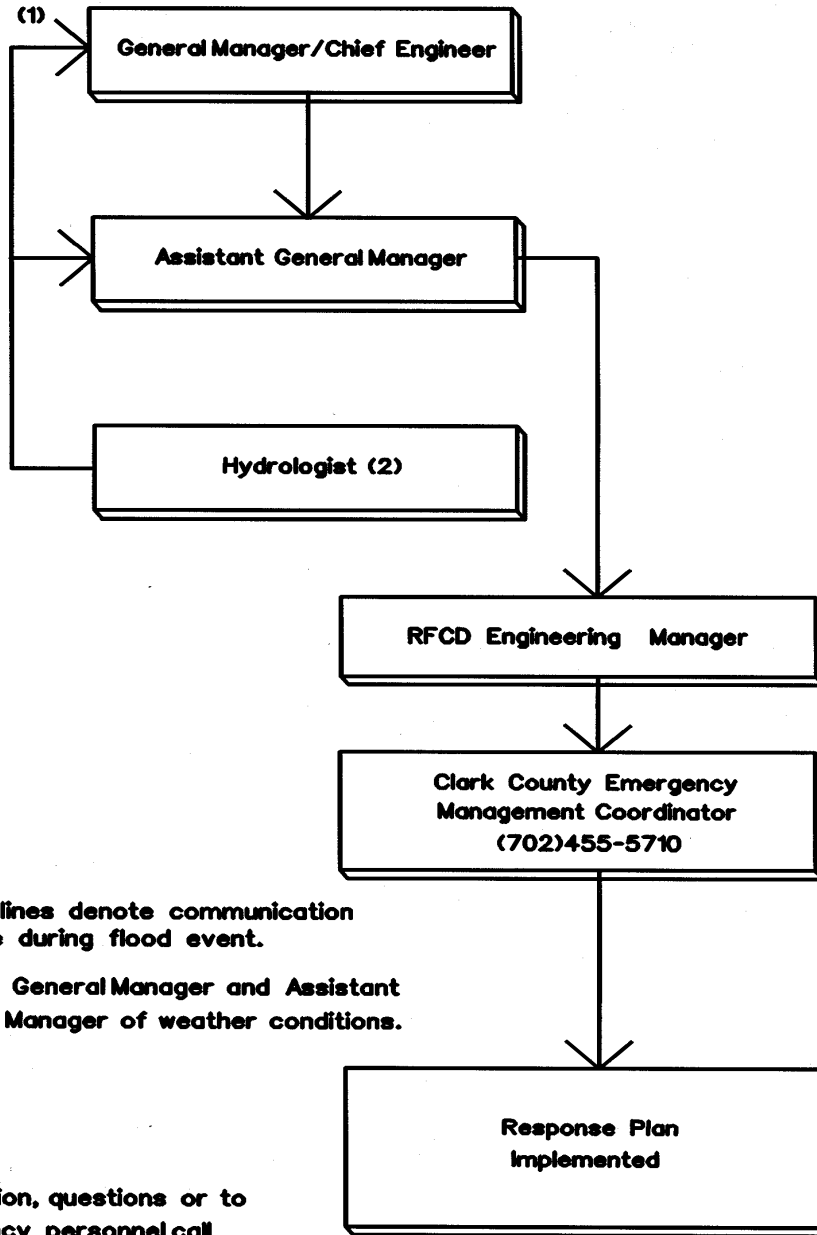 (1)
General Manager/Chief Engineer
Assistant General Manager
Hydrologist (2)
RFCD Engineering Manager
Clark County Emergency
Management Coordinator
(702)455-5710
lines denote communication
during flood event.
General Manager and Assistant
Manager of weather conditions.
Response Plan
Implemented
questions or to
personnel call